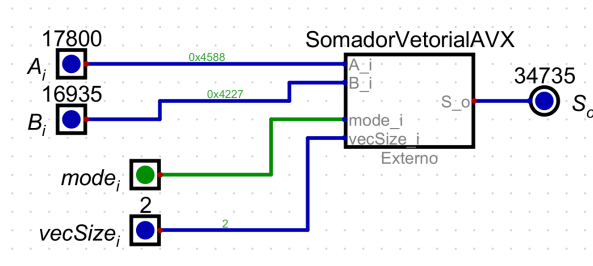 17800
SomadorVetorialAVX
A_i
0x4588
A_i
16935
B_i
0x4227
B_i
S_o
34735
S_o
mode_i
vecSize_i
Externo
mode_i
2
vecSize_i
2